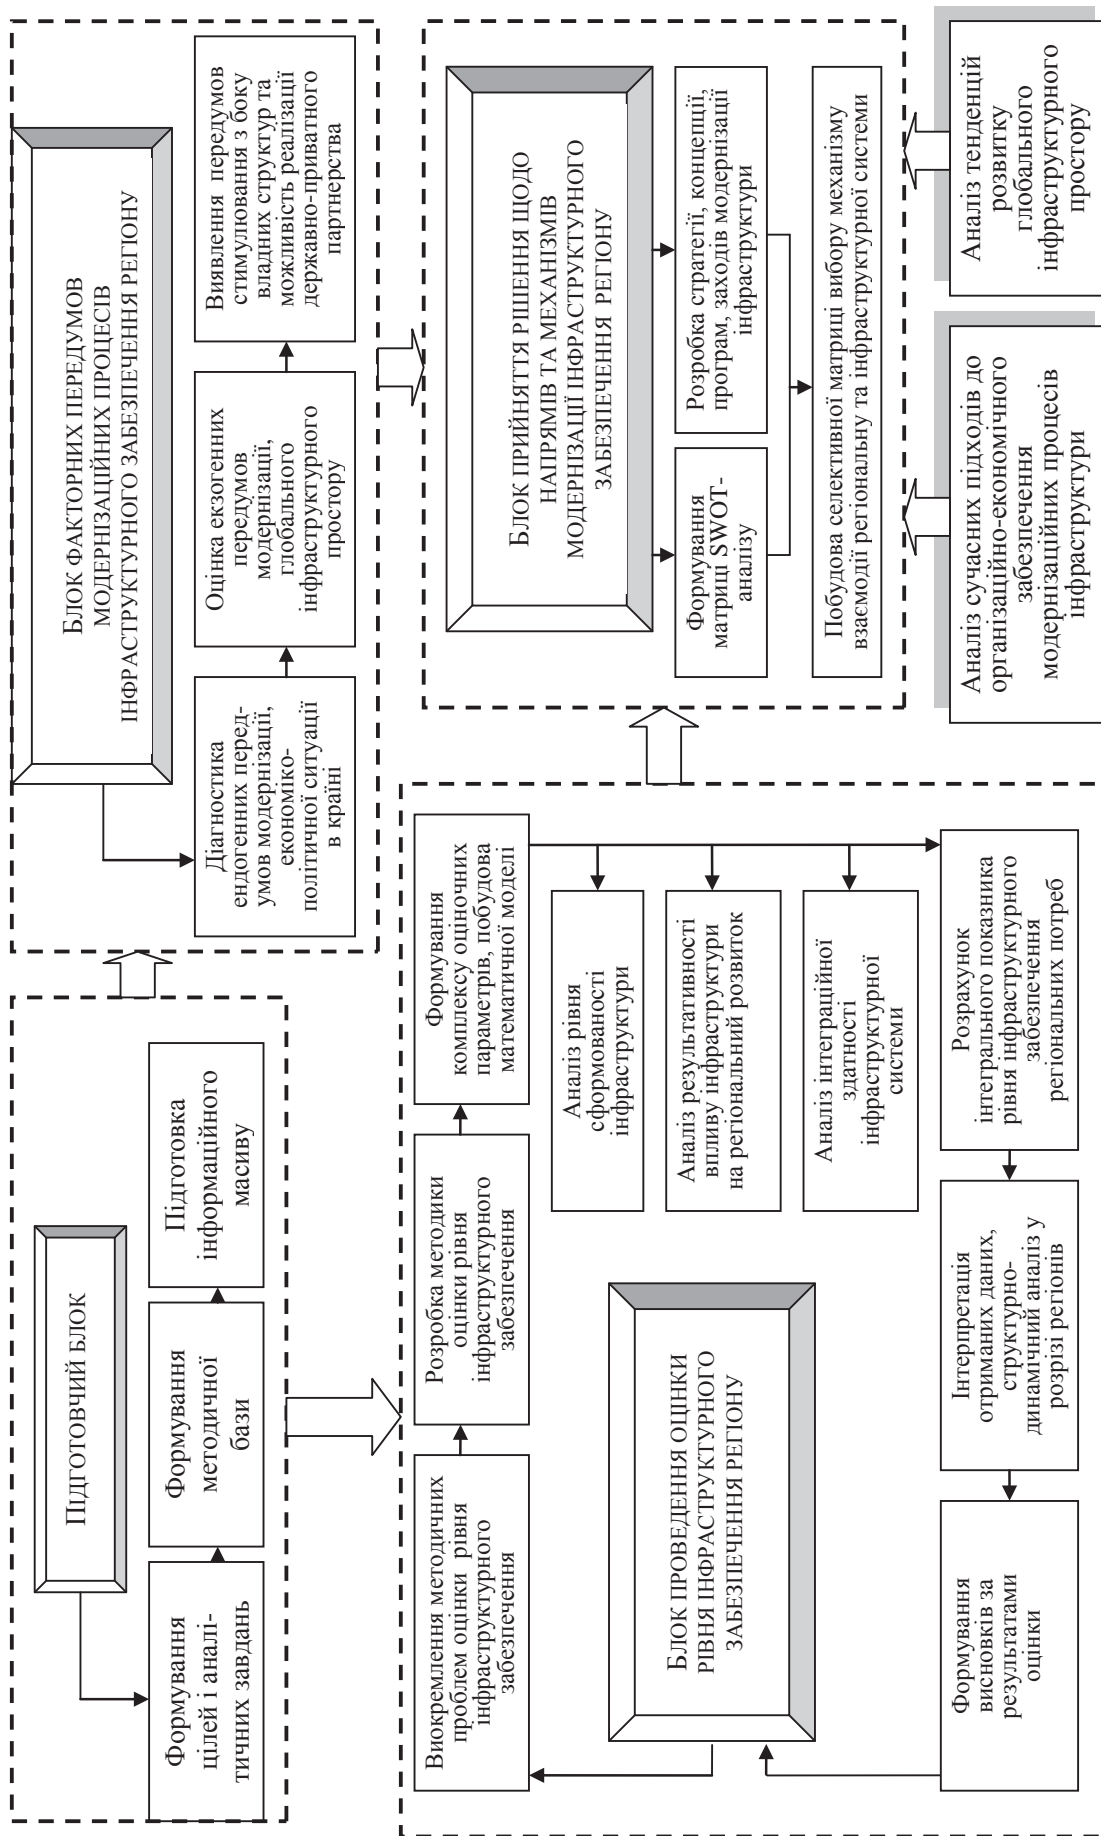 ПІДГОТОВЧИЙ БЛОК
Формування
цілей і аналі-
тичних завдань
Формування
методичної
бази
Підготовка
інформаційного
масиву
БЛОК ФАКТОРНИХ ПЕРЕДУМОВ
МОДЕРНІЗАЦІЙНИХ ПРОЦЕСІВ
ІНФРАСТРУКТУРНОГО ЗАБЕЗПЕЧЕННЯ РЕГІОНУ
Діагностика
ендогенних перед-
умов модернізації,
економіко-
політичної ситуації
в країні
Оцінка екзогенних
передумов
модернізації,
глобального
інфраструктурного
простору
Виявлення передумов
стимулювання з боку
владних структур та
можливість реалізації
державно-приватного
партнерства
Виокремлення методичних
проблем оцінки рівня
інфраструктурного
забезпечення
Розробка методики
оцінки рівня
інфраструктурного
забезпечення
Формування
комплексу оціночних
параметрів, побудова
математичної моделі
БЛОК ПРОВЕДЕННЯ ОЦІНКИ
РІВНЯ ІНФРАСТРУКТУРНОГО
ЗАБЕЗПЕЧЕННЯ РЕГІОНУ
Аналіз рівня
сформованості
інфраструктури
Аналіз результативності
впливу інфраструктури
на регіональний розвиток
Аналіз інтеграційної
здатності
інфраструктурної
системи
Формування
висновків за
результатами
оцінки
Інтерпретація
отриманих даних,
структурно-
динамічний аналіз у
розрізі регіонів
Розрахунок
інтегрального показника
рівня інфраструктурного
забезпечення
регіональних потреб
БЛОК ПРИЙНЯТТЯ РІШЕННЯ ЩОДО
НАПРЯМІВ ТА МЕХАНІЗМІВ
МОДЕРНІЗАЦІЇ ІНФРАСТРУКТУРНОГО
ЗАБЕЗПЕЧЕННЯ РЕГІОНУ
Формування
матриці SWOT-
аналізу
Розробка стратегії, концепції,
програм, заходів модернізації
інфраструктури
Побудова селективної матриці вибору механізму
взаємодії регіональну та інфраструктурної системи
Аналіз сучасних підходів до
організаційно-економічного
забезпечення
модернізаційних процесів
інфраструктури
Аналіз тенденцій
розвитку
глобального
інфраструктурного
простору